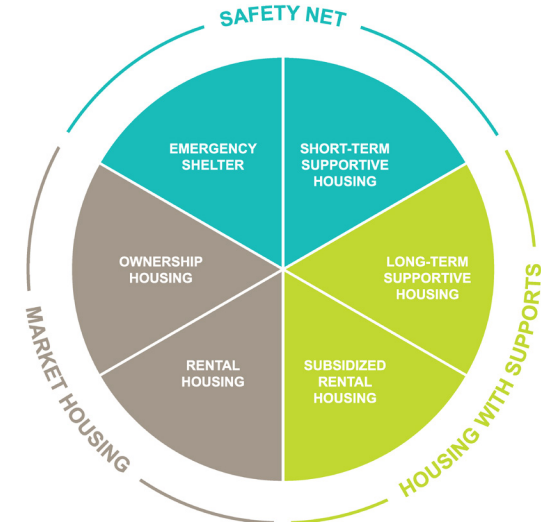 SAFETY NET
EMERGENCY
SHELTER
SHORT-TERM
SUPPORTIVE
HOUSING
OWNERSHIP
HOUSING
LONG-TERM
SUPPORTIVE
HOUSING
RENTAL
HOUSING
SUBSIDIZED
RENTAL
HOUSING
MARKET HOUSING
HOUSING WITH SUPPORTS